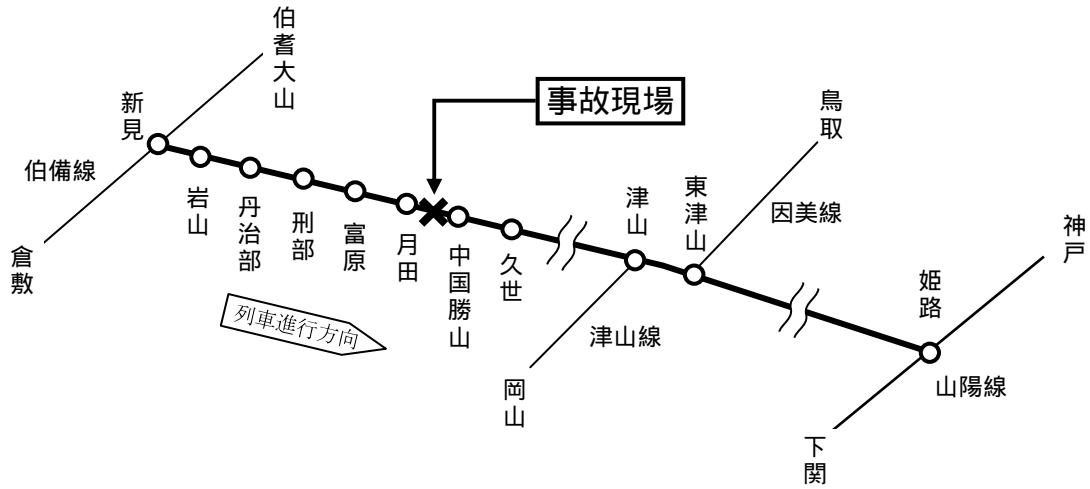 伯耆大山
新見
伯備線
倉敷
岩山
丹治部
刑部
富原
月田
中国勝山
久世
事故現場
列車進行方向
津山
東津山
鳥取
因美線
津山線
岡山
神戸
姫路
山陽線
下関